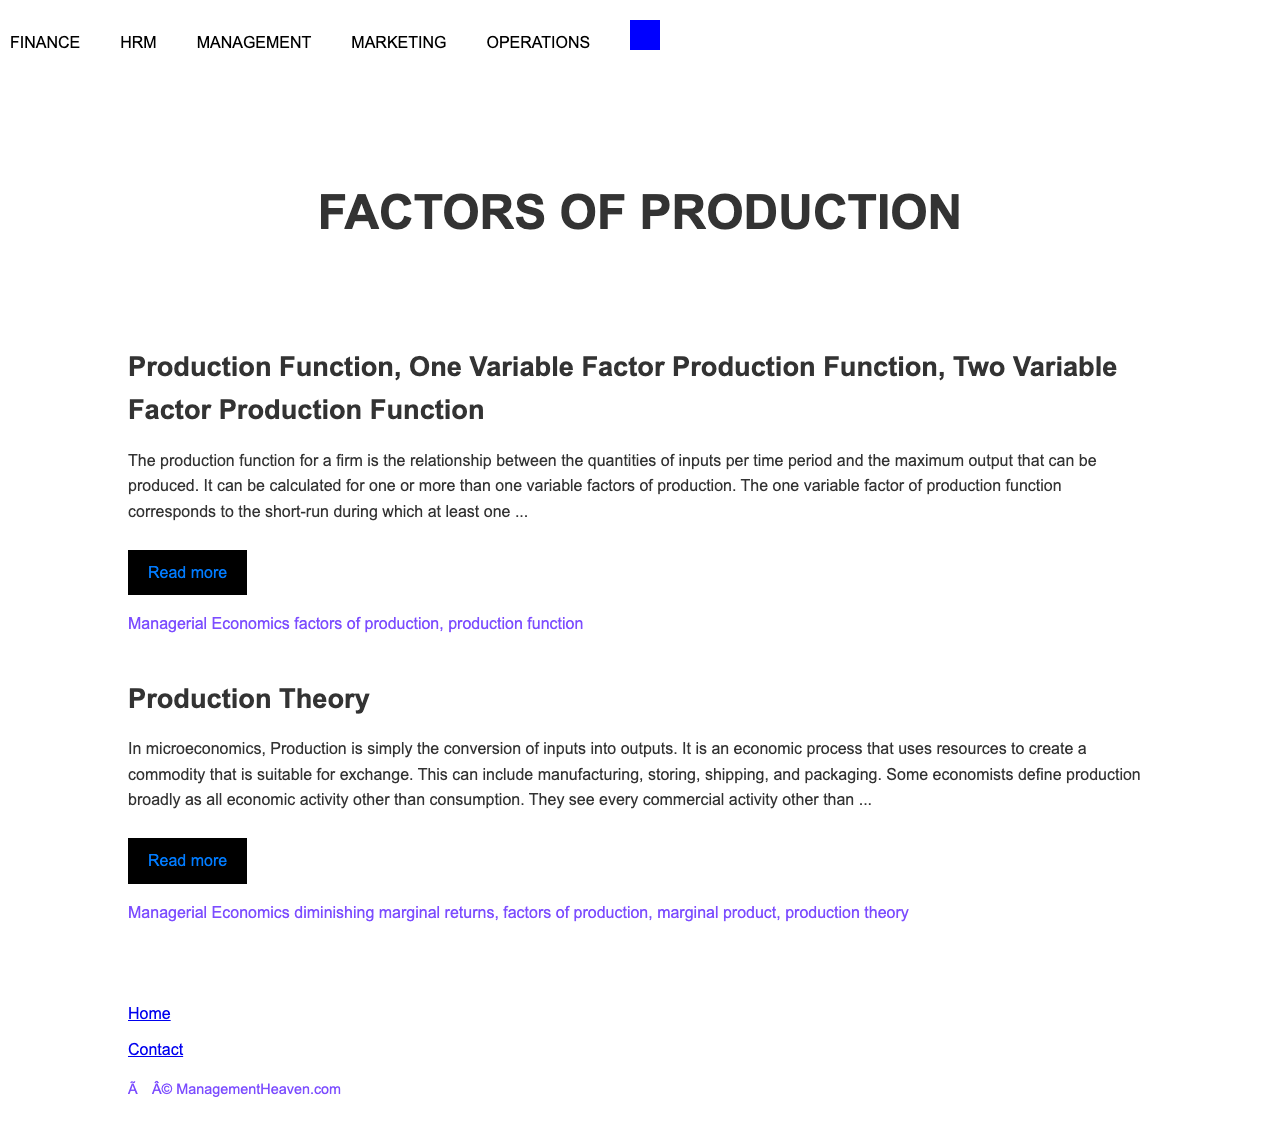 FINANCE HRM MANAGEMENT MARKETING OPERATIONS
FACTORS OF PRODUCTION
Production Function, One Variable Factor Production Function, Two Variable
Factor Production Function
The production function for a firm is the relationship between the quantities of inputs per time period and the maximum output that can be
produced. It can be calculated for one or more than one variable factors of production. The one variable factor of production function
corresponds to the short-run during which at least one ...
Read more
Managerial Economics factors of production, production function
Production Theory
In microeconomics, Production is simply the conversion of inputs into outputs. It is an economic process that uses resources to create a
commodity that is suitable for exchange. This can include manufacturing, storing, shipping, and packaging. Some economists define production
broadly as all economic activity other than consumption. They see every commercial activity other than ...
Read more
Managerial Economics diminishing marginal returns, factors of production, marginal product, production theory
Home
Contact
Ã Â© ManagementHeaven.com